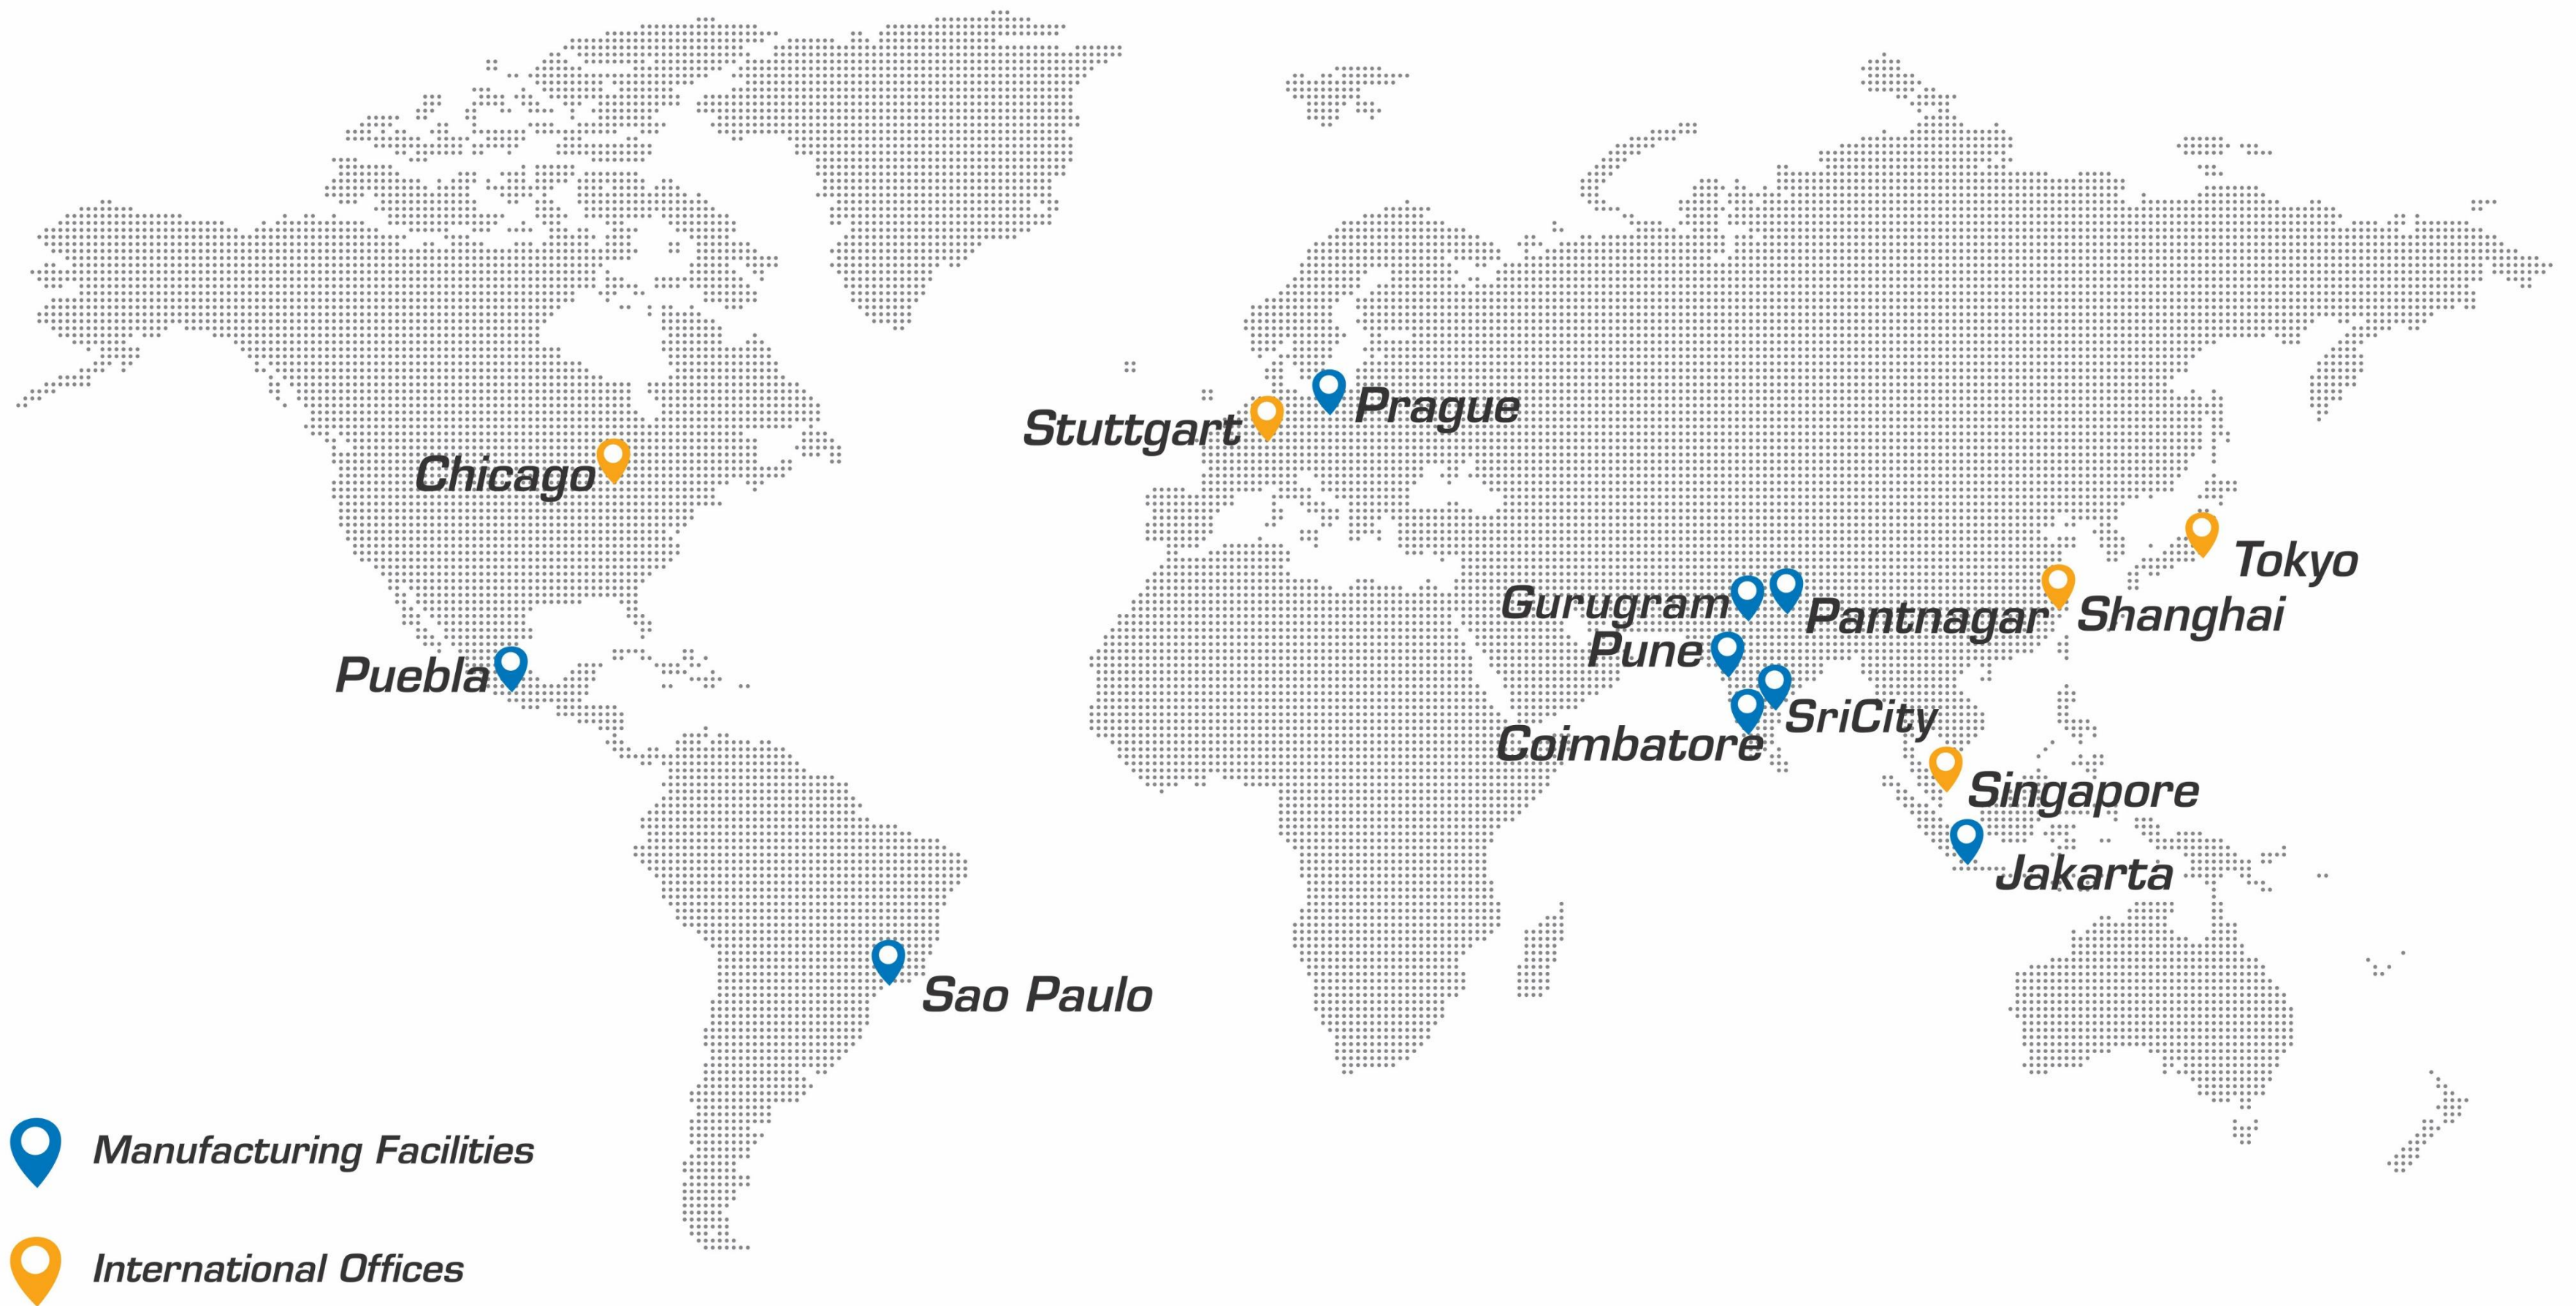 Prague
Stuttgart
Chicago
Tokyo
Gurugram
Pantnagar
Shanghai
Pune
Puebla
SriCity
Coimbatore
Singapore
Jakarta
Sao Paulo
Manufacturing Facilities
International Offices